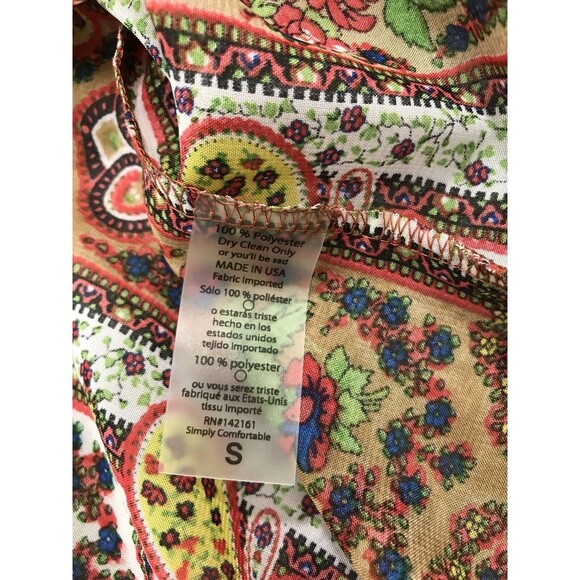 100 % Polyester
Dry Clean Only
or you'll be sad
MADE IN USA
Fabric Imported
Sólo 100 % poliéster
o estarás triste
hecho en los
estados unidos
tejido importado
100 % polyester
ou vous serez triste
fabriqué aux Etats-Unis
tissu importé
RN#142161
Simply Comfortable
S